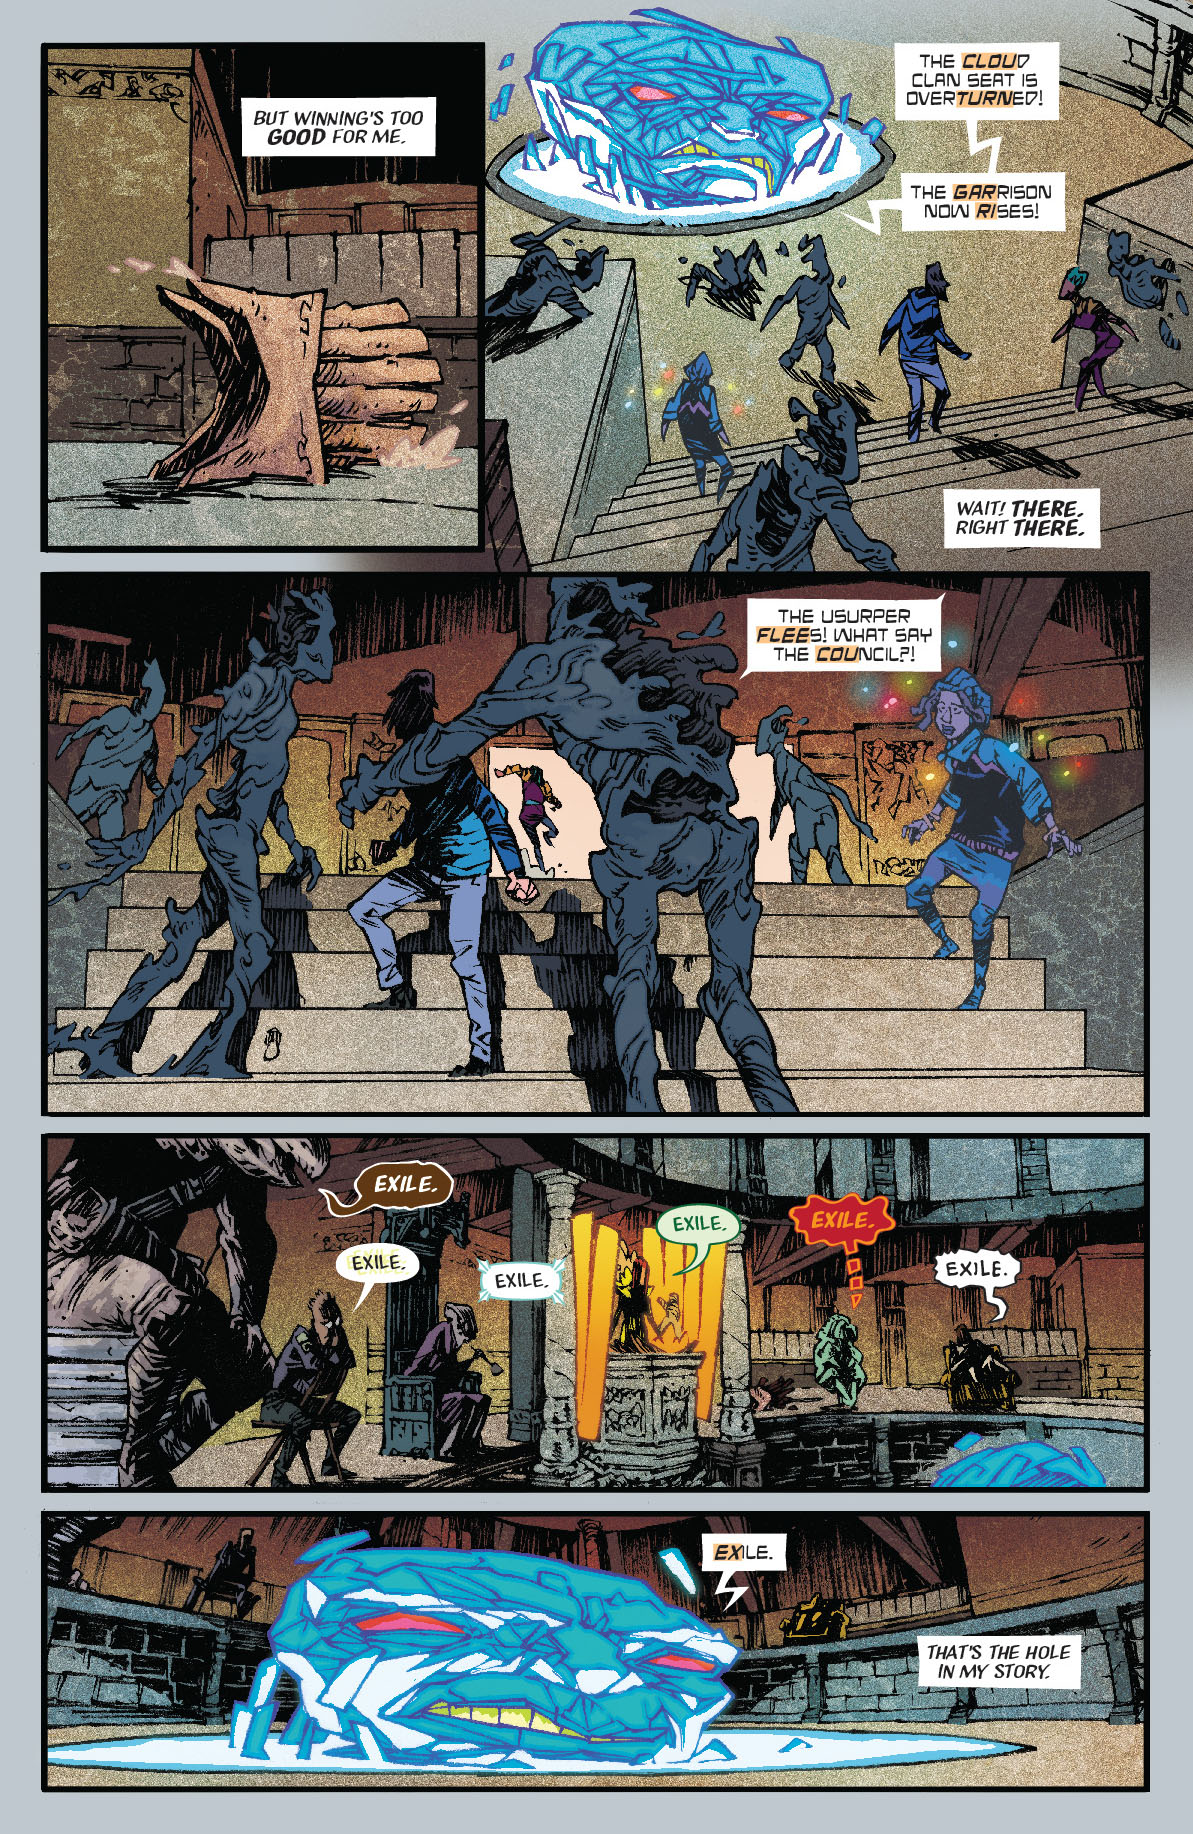 BUT WINNING'S TOO
GOOD FOR ME.
THE CLOUD
CLAN SEAT IS
OVERTURNED!
THE GARRISON
NOW RISES!
WAIT! THERE.
RIGHT THERE.
THE USURPER
FLEES! WHAT SAY
THE COUNCIL?!
EXILE.
EXILE.
EXILE.
EXILE.
EXILE.
EXILE.
EXILE.
THAT'S THE HOLE
IN MY STORY.